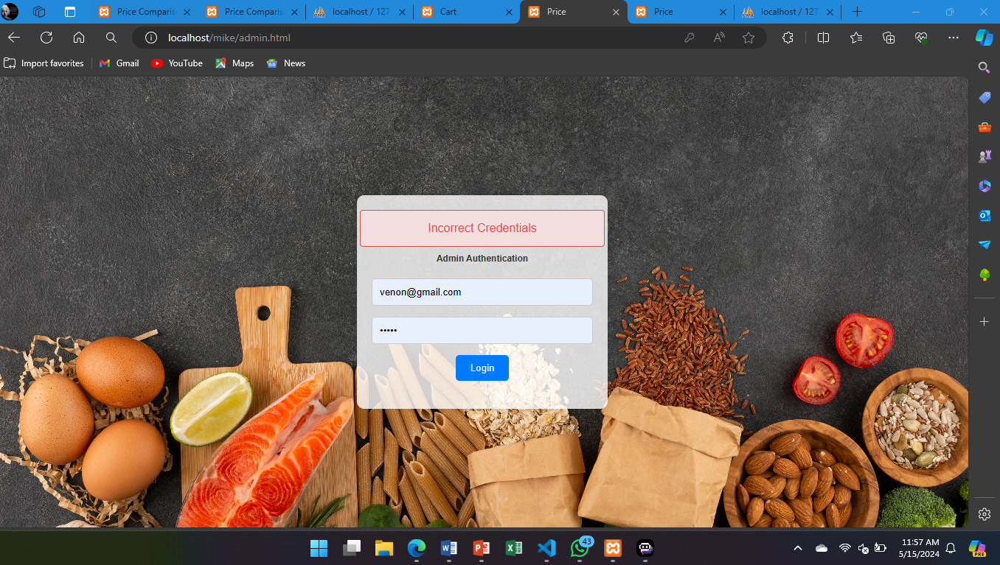 Price Comparis
Price Comparis
localhost / 127
Cart
Price
Price
localhost / 127
localhost/mike/admin.html
Import favorites
Gmail
YouTube
Maps
News
Incorrect Credentials
Admin Authentication
venon@gmail.com
•••••
Login
43
11:57 AM
5/15/2024
PRE